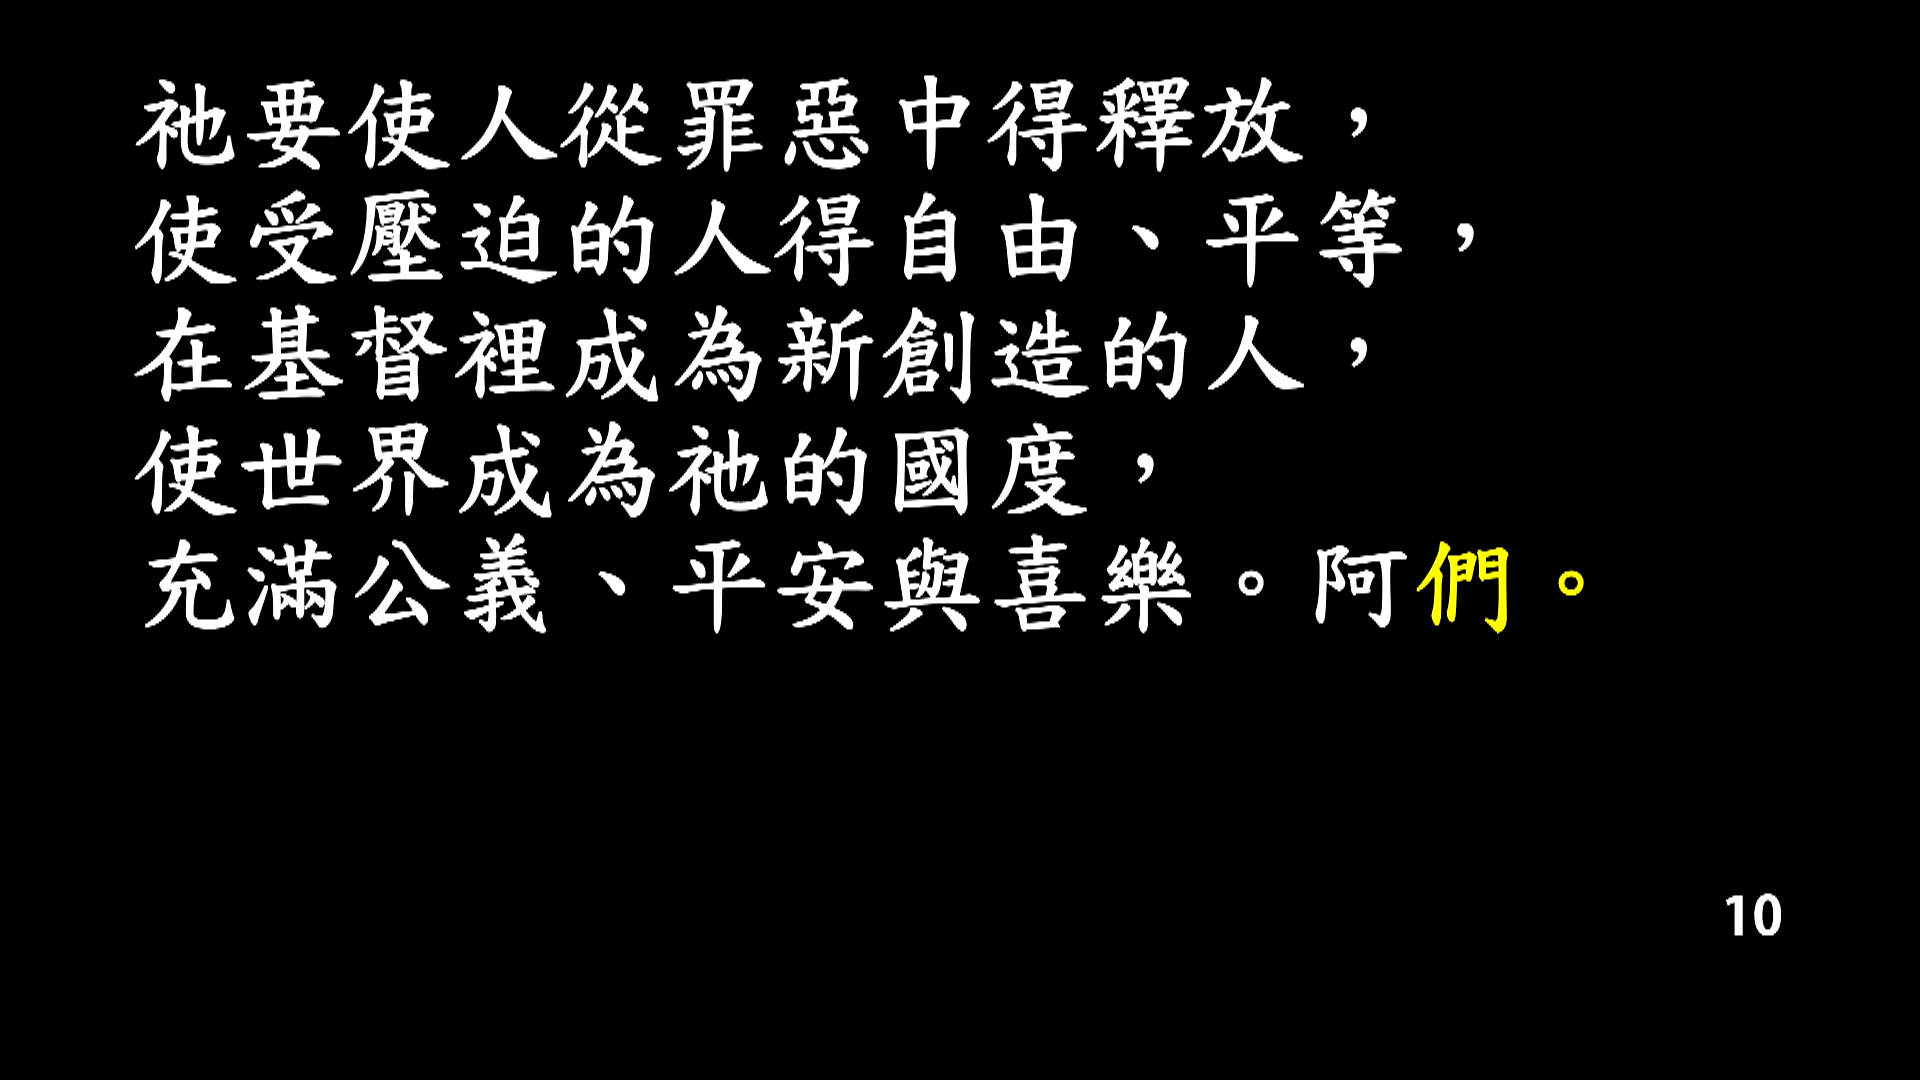 祂要使人從罪惡中得釋放，
使受壓迫的人得自由、平等，
在基督裡成為新創造的人，
使世界成為祂的國度，
充滿公義、平安與喜樂。阿們。
10